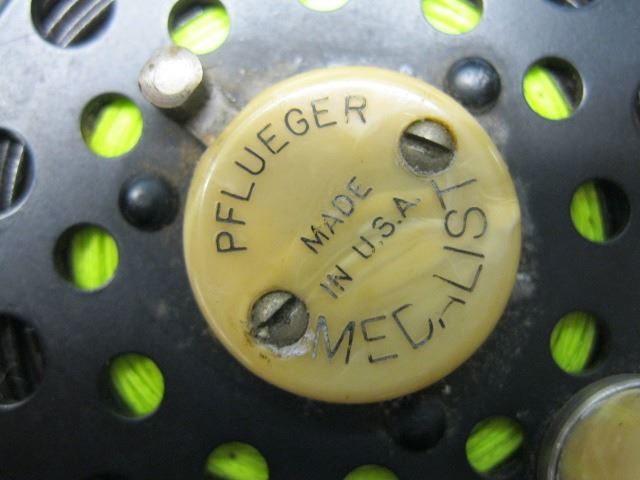 PFLUEGER
MADE
IN U.S.A.
MEDALIST